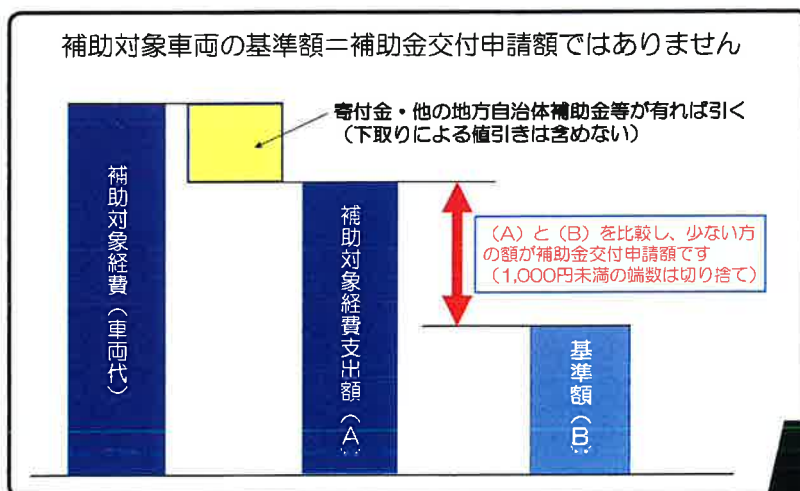 補助対象車両の基準額＝補助金交付申請額ではありません
寄付金・他の地方自治体補助金等が有れば引く
（下取りによる値引きは含めない）
補助対象経費（車両代）
補助対象経費支出額（A）
（A）と（B）を比較し、少ない方
の額が補助金交付申請額です
（1,000円未満の端数は切り捨て）
基準額（B）